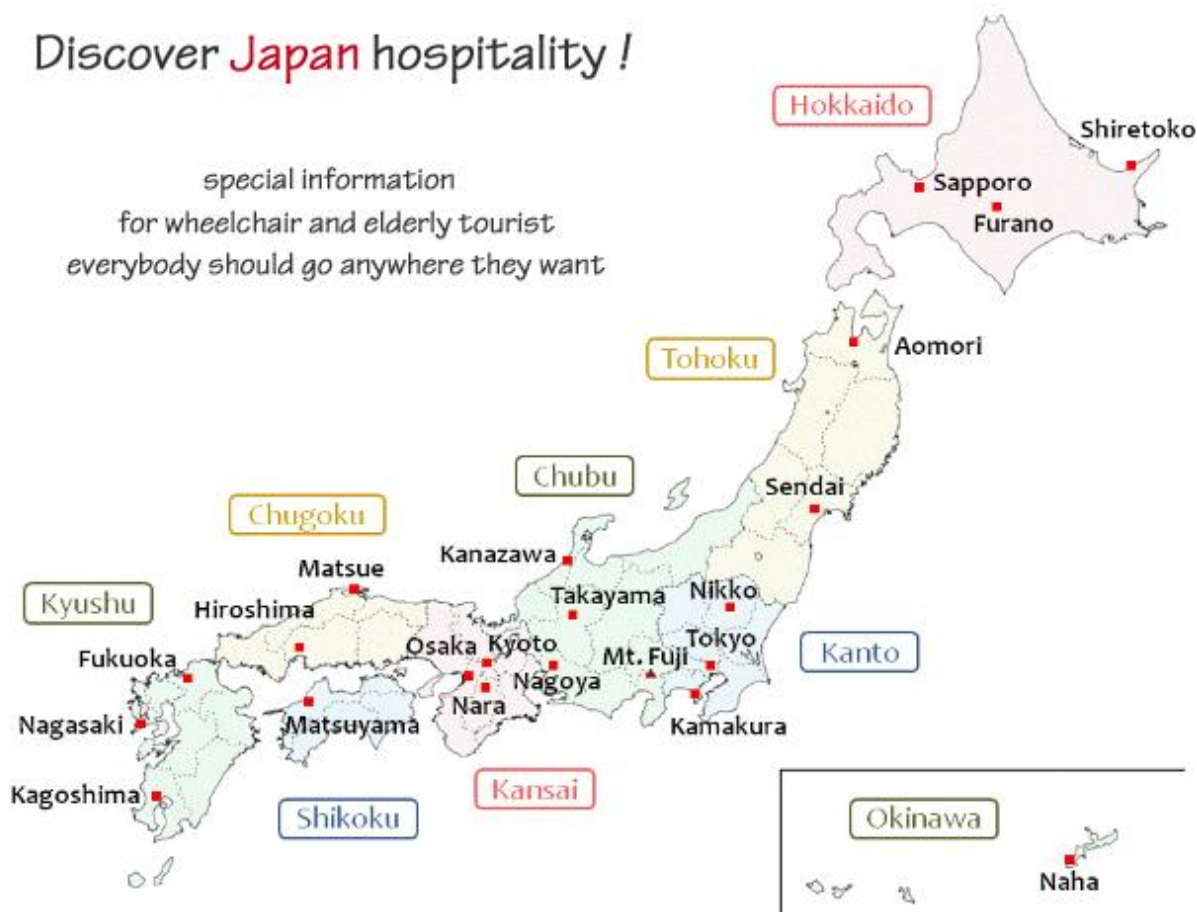 Discover Japan hospitality !
special information
for wheelchair and elderly tourist
everybody should go anywhere they want
Hokkaido
Shiretoko
Sapporo
Furano
Aomori
Tohoku
Chubu
Sendai
Chugoku
Kanazawa
Matsue
Takayama
Nikko
Kyushu
Hiroshima
Osaka
Kyoto
Tokyo
Kanto
Fukuoka
Mt. Fuji
Nagoya
Nara
Nagasaki
Matsuyama
Kamakura
Kagoshima
Kansai
Shikoku
Okinawa
Naha